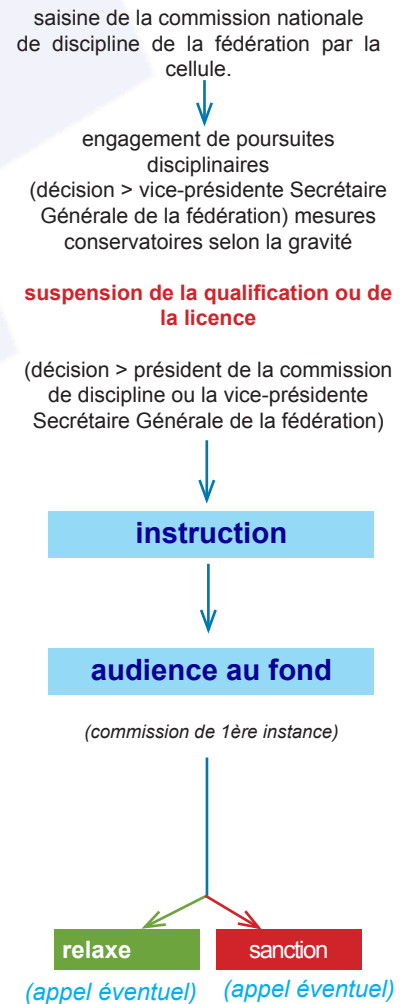 saisine de la commission nationale
de discipline de la fédération par la
cellule.
engagement de poursuites
disciplinaires
(décision > vice-présidente Secrétaire
Générale de la fédération) mesures
conservatoires selon la gravité
suspension de la qualification ou de
la licence
(décision > président de la commission
de discipline ou la vice-présidente
Secrétaire Générale de la fédération)
instruction
audience au fond
(commission de 1ère instance)
relaxe
sanction
(appel éventuel)
(appel éventuel)